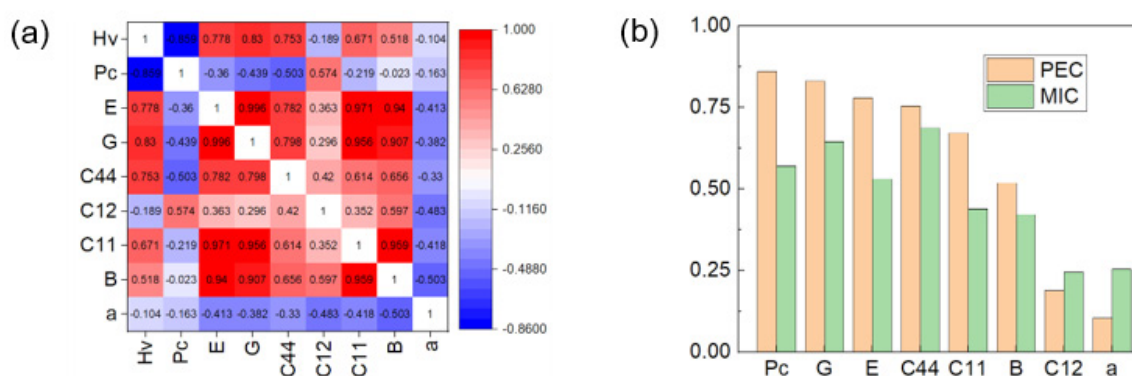 (a)
Hv 1 -0.859 0.778 0.83 0.753 -0.189 0.671 0.518 -0.104
Pc 1 -0.36 -0.439 -0.503 0.574 -0.219 -0.023 -0.163
E 0.778 -0.36 1 0.996 0.782 0.363 0.971 0.94 -0.413
G 0.83 -0.439 0.996 1 0.798 0.296 0.956 0.907 -0.382
C44 0.753 -0.503 0.782 0.798 1 0.42 0.614 0.656 -0.33
C12 -0.189 0.574 0.363 0.296 0.42 1 0.352 0.597 -0.483
C11 0.671 -0.219 0.971 0.956 0.614 0.352 1 0.959 -0.418
B 0.518 -0.023 0.94 0.907 0.656 0.597 0.959 1 -0.503
a -0.104 -0.163 -0.413 -0.382 -0.33 -0.483 -0.418 -0.503 1
Hv Pc E G C44 C12 C11 B a
1.000
0.6280
0.2560
-0.1160
-0.4880
-0.8600
(b)
1.00
0.75
0.50
0.25
0.00
PEC
MIC
Pc G E C44 C11 B C12 a